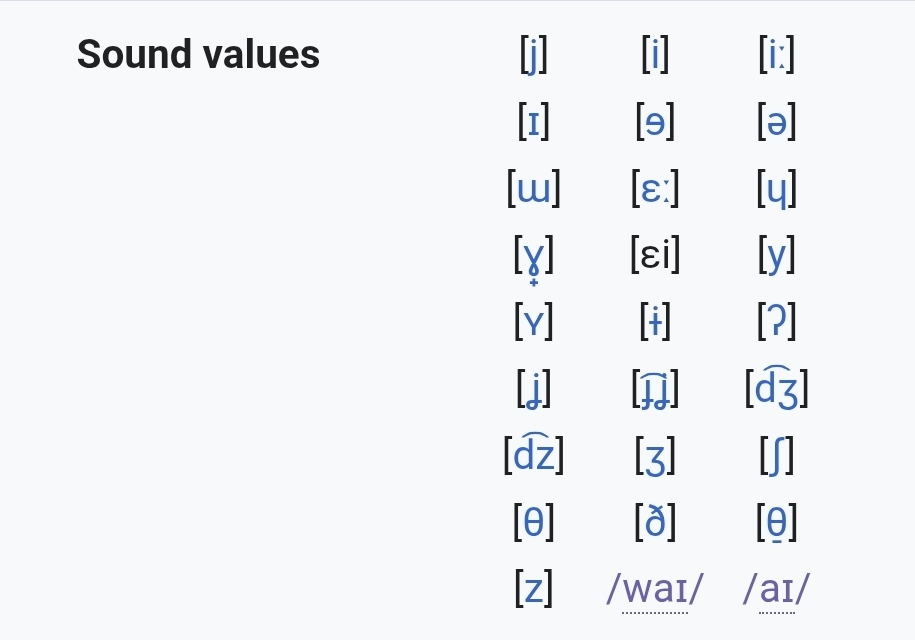 Sound values [j] [i] [iː]
[ɪ] [ɘ] [ə]
[ɯ] [ɛː] [ɥ]
[ɣ̟] [ɛi] [y]
[ʏ] [ɨ] [ʔ]
[ʝ] [ɟ͡ʝ] [d͡ʒ]
[d͡z] [ʒ] [ʃ]
[θ] [ð] [θ̠]
[z] /waɪ/ /aɪ/